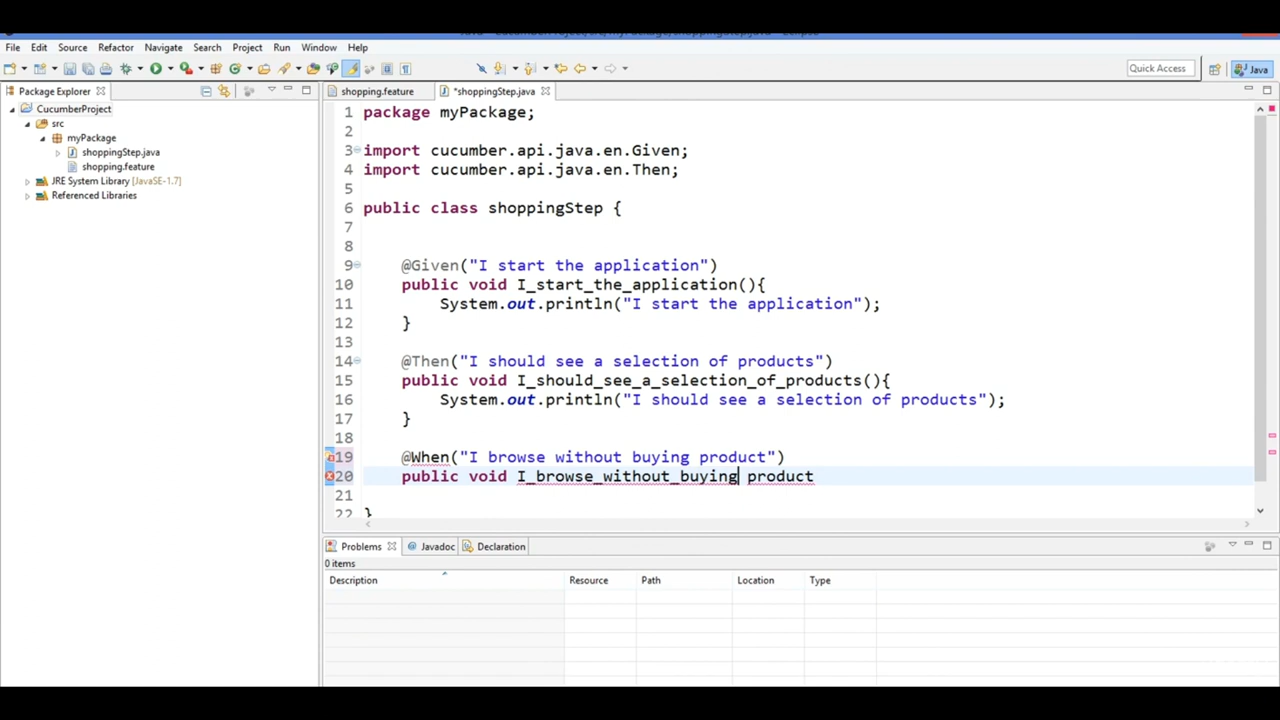 File Edit Source Refactor Navigate Search Project Run Window Help
Quick Access
Java
Package Explorer
shopping.feature
*shoppingStep.java
CucumberProject
src
myPackage
shoppingStep.java
shopping.feature
JRE System Library [JavaSE-1.7]
Referenced Libraries
1 package myPackage;
2
3 import cucumber.api.java.en.Given;
4 import cucumber.api.java.en.Then;
5
6 public class shoppingStep {
7
8
9 @Given("I start the application")
10 public void I_start_the_application(){
11 System.out.println("I start the application");
12 }
13
14 @Then("I should see a selection of products")
15 public void I_should_see_a_selection_of_products(){
16 System.out.println("I should see a selection of products");
17 }
18
19 @When("I browse without buying product")
20 public void I_browse_without_buying product
21
22 }
Problems @ Javadoc Declaration
0 items
Description Resource Path Location Type